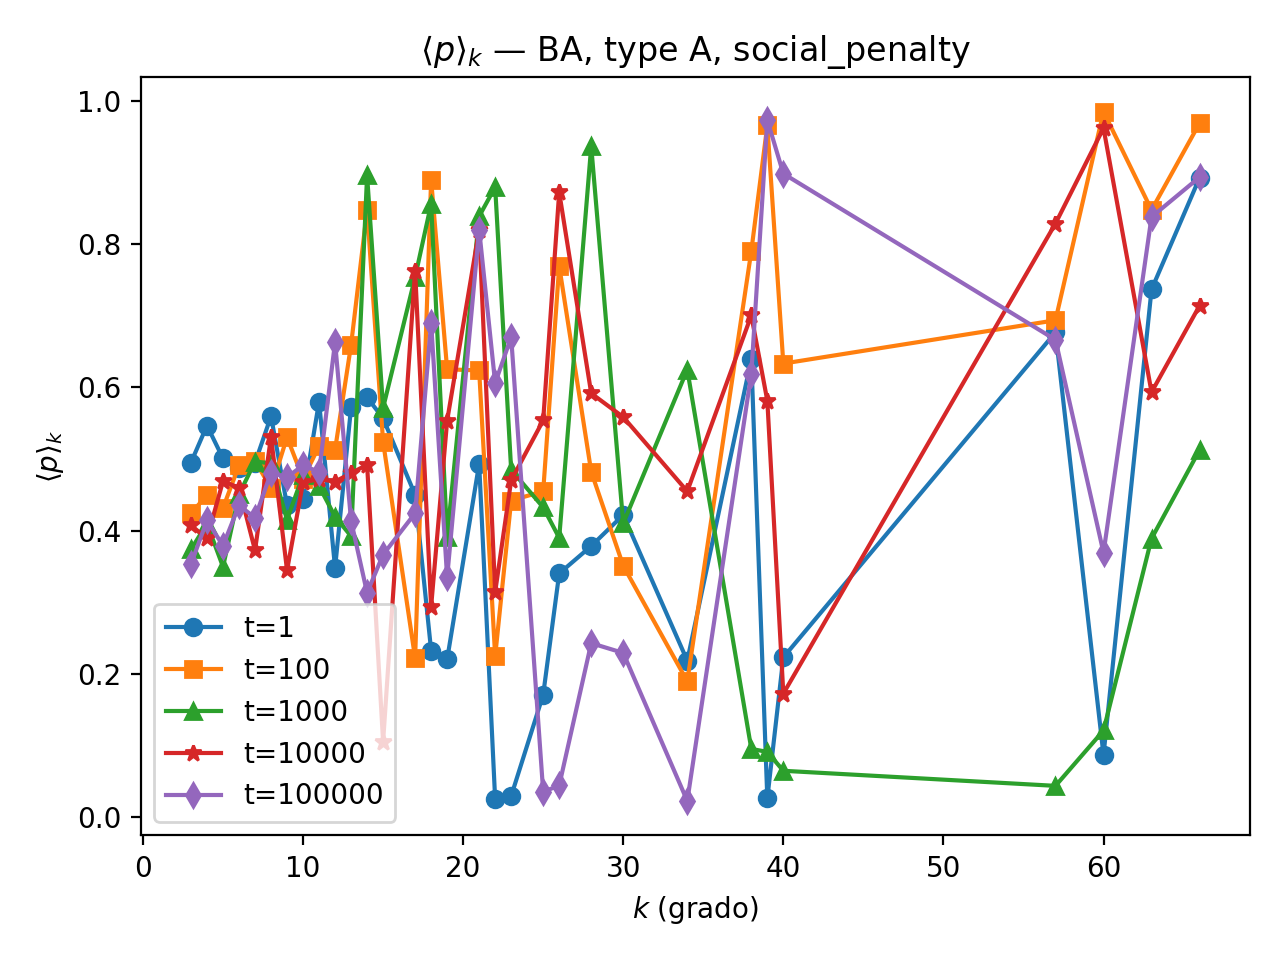 ⟨p⟩k — BA, type A, social_penalty
1.0
0.8
0.6
0.4
0.2
0.0
⟨p⟩k
t=1
t=100
t=1000
t=10000
t=100000
0 10 20 30 40 50 60
k (grado)